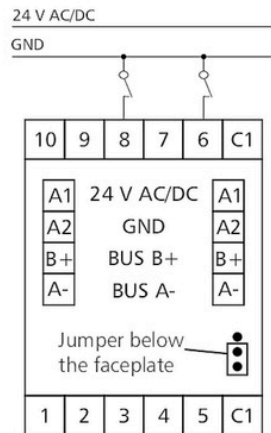 24 V AC/DC
GND
10 9 8 7 6 C1
A1 24 V AC/DC A1
A2 GND A2
B+ BUS B+ B+
A- BUS A- A-
Jumper below
the faceplate
1 2 3 4 5 C1